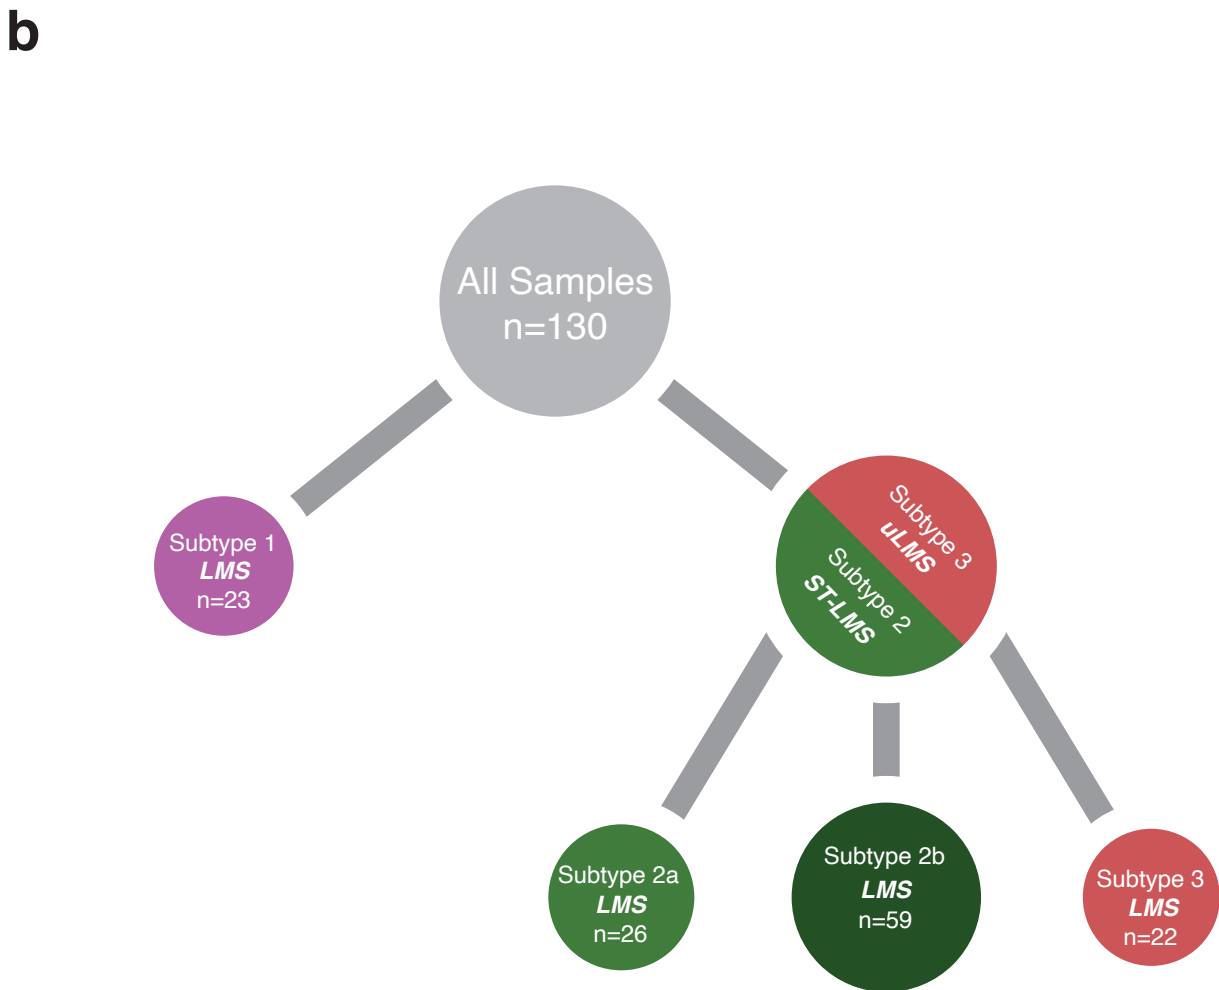 b
All Samples
n=130
Subtype 1
LMS
n=23
Subtype 3
uLMS
Subtype 2
ST-LMS
Subtype 2a
LMS
n=26
Subtype 2b
LMS
n=59
Subtype 3
LMS
n=22